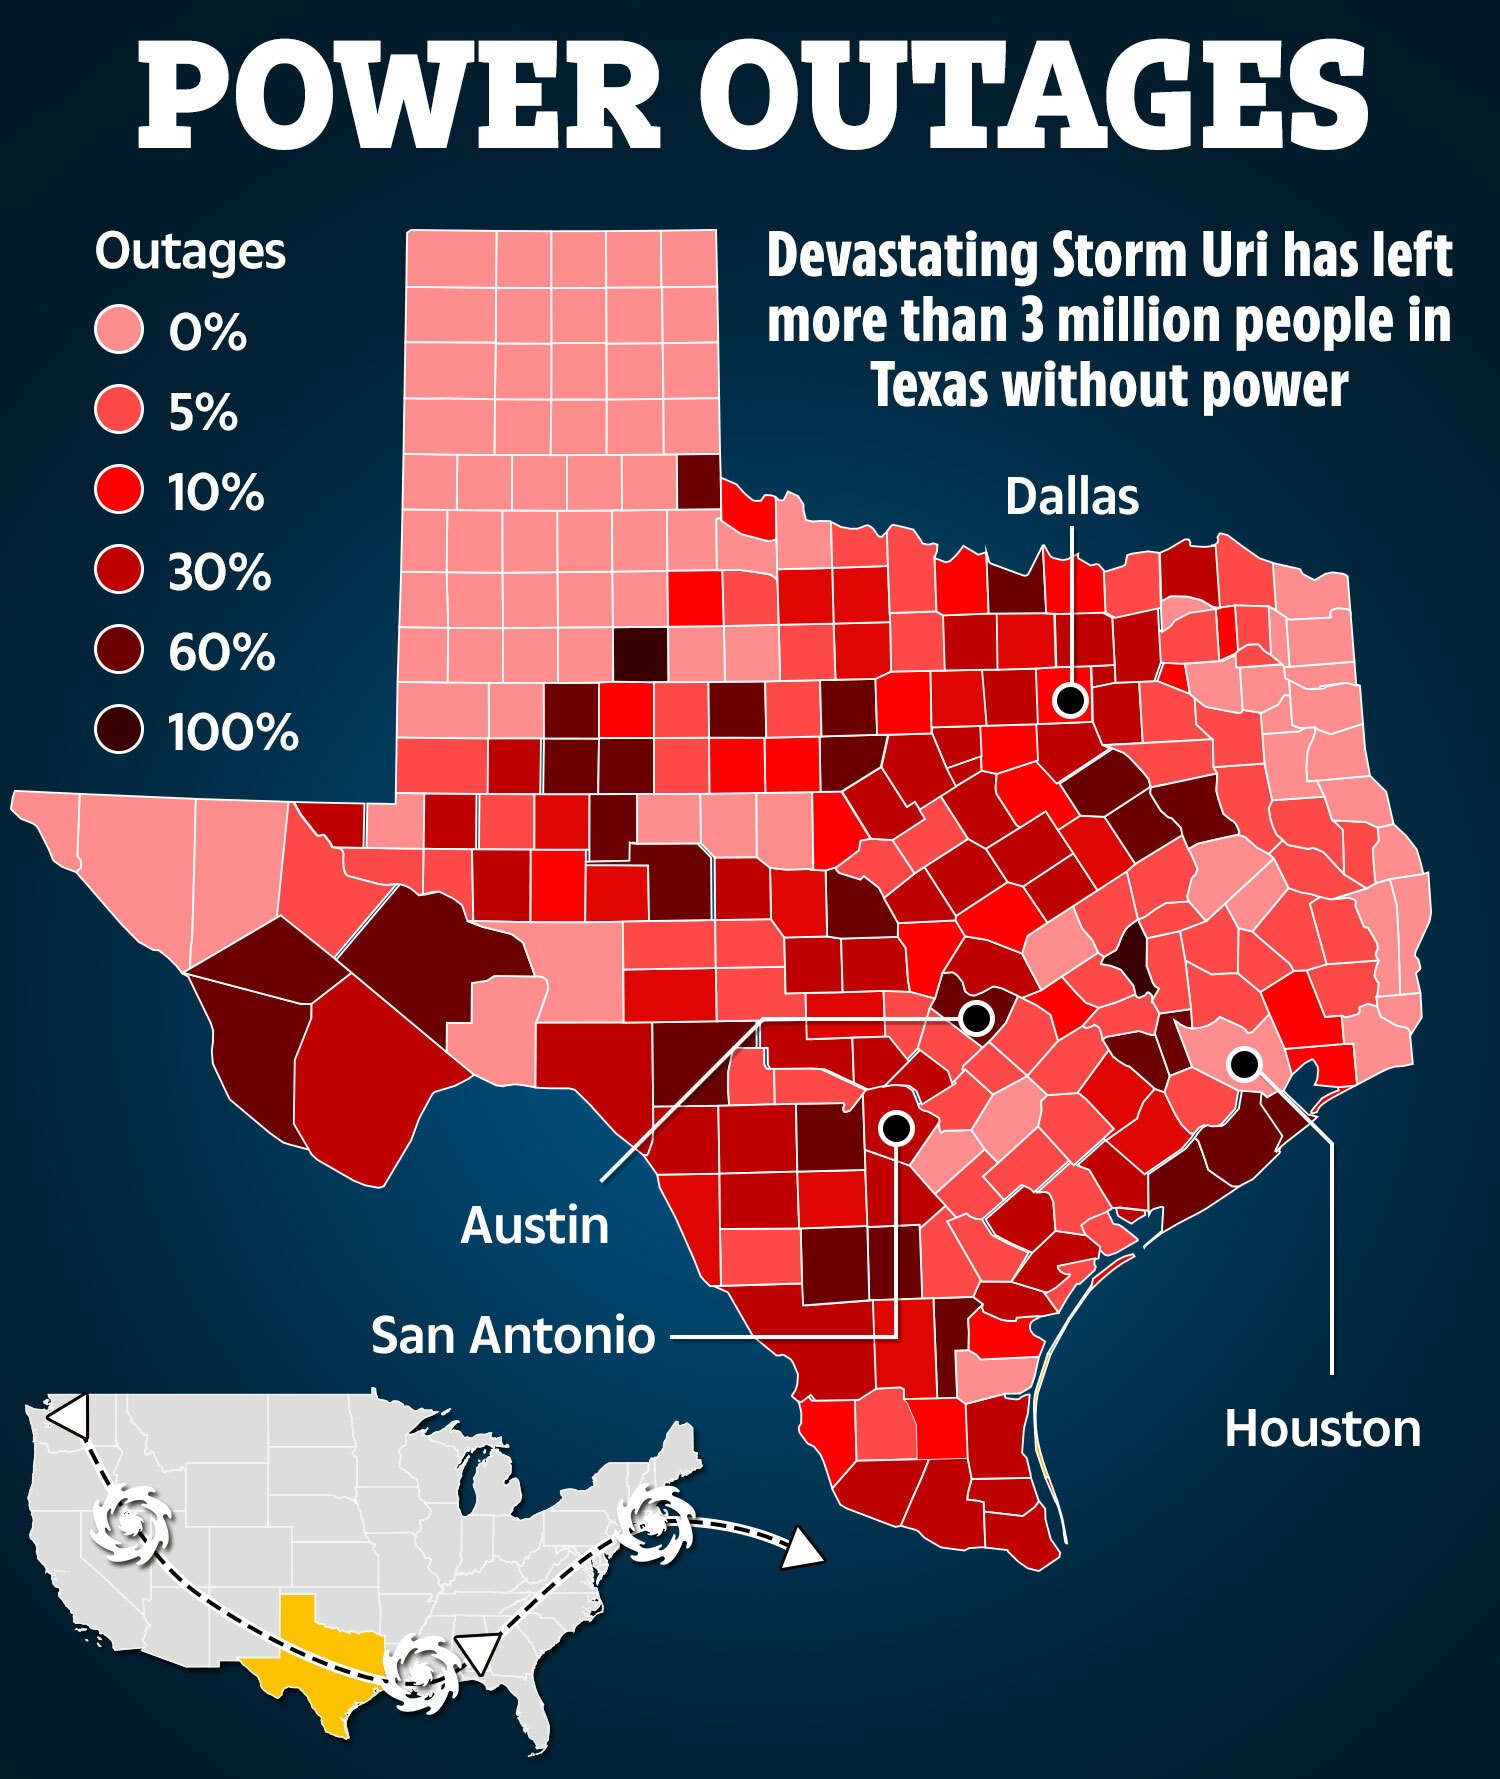 POWER OUTAGES
Outages
0%
5%
10%
30%
60%
100%
Devastating Storm Uri has left
more than 3 million people in
Texas without power
Dallas
Austin
San Antonio
Houston